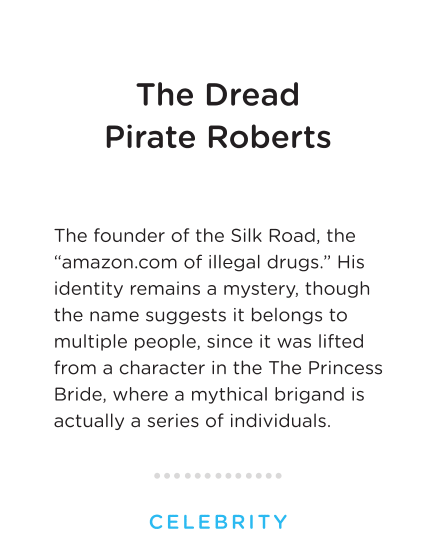 The Dread
Pirate Roberts
The founder of the Silk Road, the
“amazon.com of illegal drugs.” His
identity remains a mystery, though
the name suggests it belongs to
multiple people, since it was lifted
from a character in the The Princess
Bride, where a mythical brigand is
actually a series of individuals.
CELEBRITY